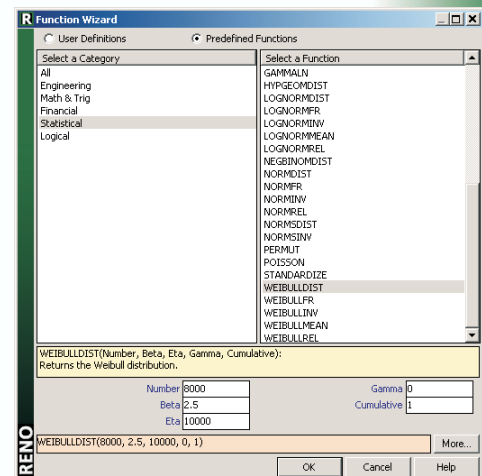 R Function Wizard
User Definitions Predefined Functions
Select a Category
All
Engineering
Math & Trig
Financial
Statistical
Logical
Select a Function
GAMMALN
HYPGEOMDIST
LOGNORMDIST
LOGNORMFR
LOGNORMINV
LOGNORMMEAN
LOGNORMREL
NEGBINOMDIST
NORMDIST
NORMFR
NORMINV
NORMREL
NORMSDIST
NORMSINV
PERMUT
POISSON
STANDARDIZE
WEIBULLDIST
WEIBULLFR
WEIBULLINV
WEIBULLMEAN
WEIBULLREL
WEIBULLDIST(Number, Beta, Eta, Gamma, Cumulative):
Returns the Weibull distribution.
Number 8000 Gamma 0
Beta 2.5 Cumulative 1
Eta 10000
WEIBULLDIST(8000, 2.5, 10000, 0, 1) More...
OK Cancel Help
RENO